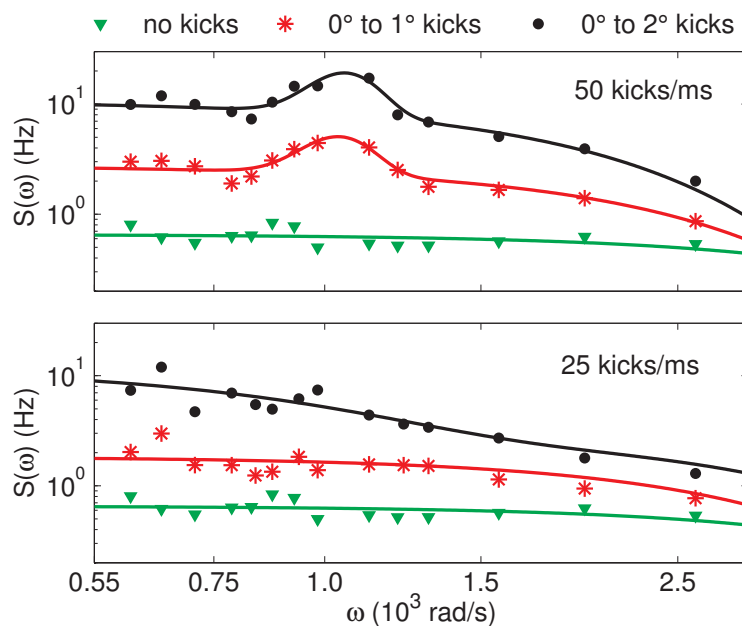 no kicks 0° to 1° kicks 0° to 2° kicks
50 kicks/ms
S(ω) (Hz)
10¹
10⁰
25 kicks/ms
S(ω) (Hz)
10¹
10⁰
0.55 0.75 1.0 1.5 2.5
ω (10³ rad/s)